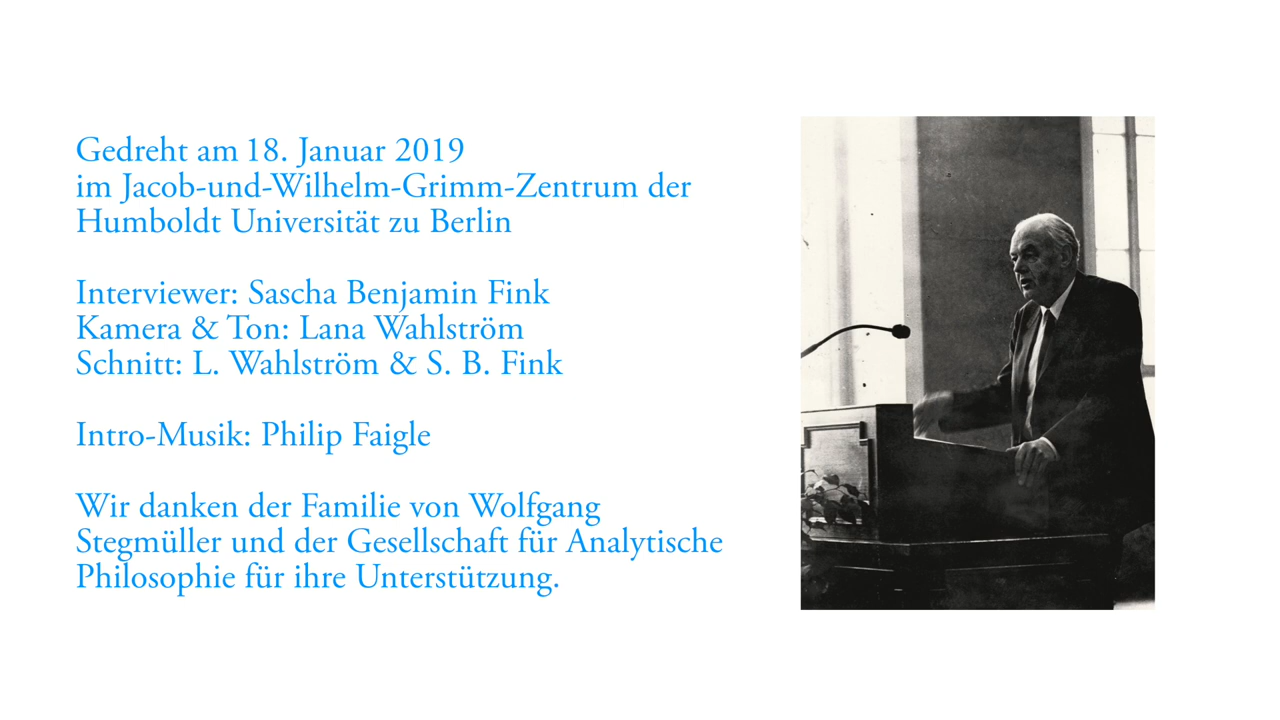 Gedreht am 18. Januar 2019
im Jacob-und-Wilhelm-Grimm-Zentrum der
Humboldt Universität zu Berlin
Interviewer: Sascha Benjamin Fink
Kamera & Ton: Lana Wahlström
Schnitt: L. Wahlström & S. B. Fink
Intro-Musik: Philip Faigle
Wir danken der Familie von Wolfgang
Stegmüller und der Gesellschaft für Analytische
Philosophie für ihre Unterstützung.